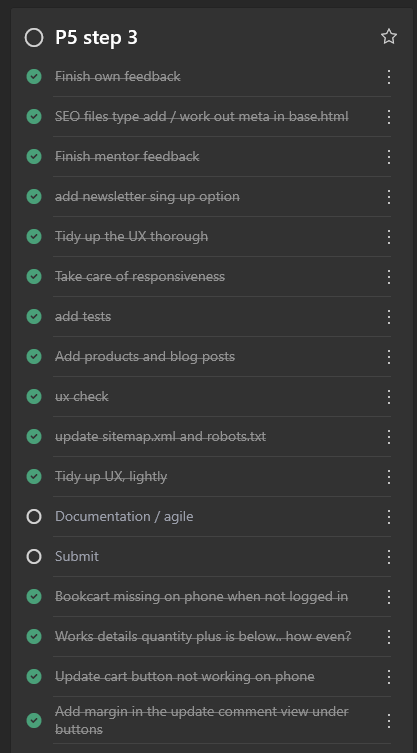 P5 step 3
Finish own feedback
SEO files type add / work out meta in base.html
Finish mentor feedback
add newsletter sing up option
Tidy up the UX thorough
Take care of responsiveness
add tests
Add products and blog posts
ux check
update sitemap.xml and robots.txt
Tidy up UX, lightly
Documentation / agile
Submit
Bookcart missing on phone when not logged in
Works details quantity plus is below.. how even?
Update cart button not working on phone
Add margin in the update comment view under
buttons